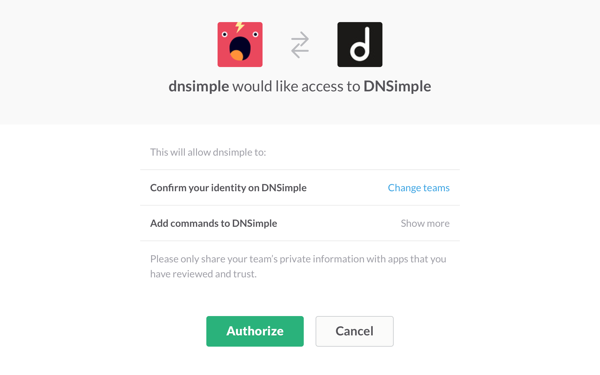 d
dnsimple would like access to DNSimple
This will allow dnsimple to:
Confirm your identity on DNSimple Change teams
Add commands to DNSimple Show more
Please only share your team's private information with apps that you
have reviewed and trust.
Authorize Cancel